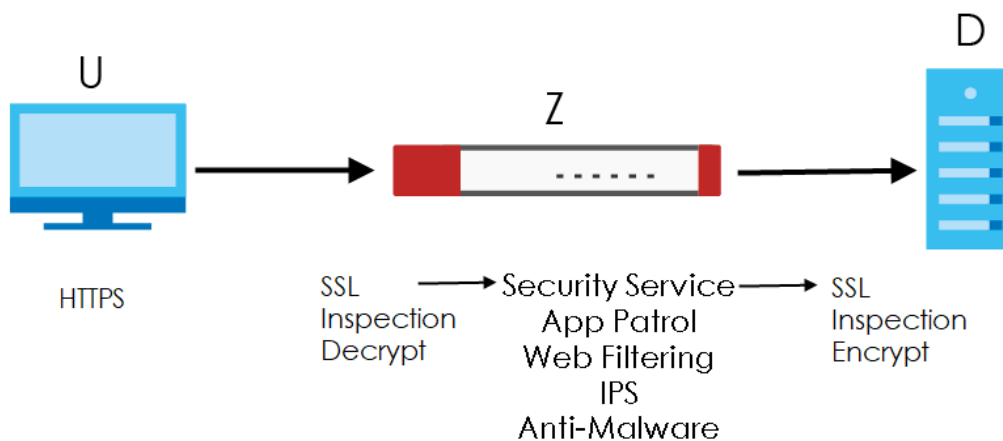 U
Z
D
HTTPS
SSL
Inspection
Decrypt
Security Service
App Patrol
Web Filtering
IPS
Anti-Malware
SSL
Inspection
Encrypt